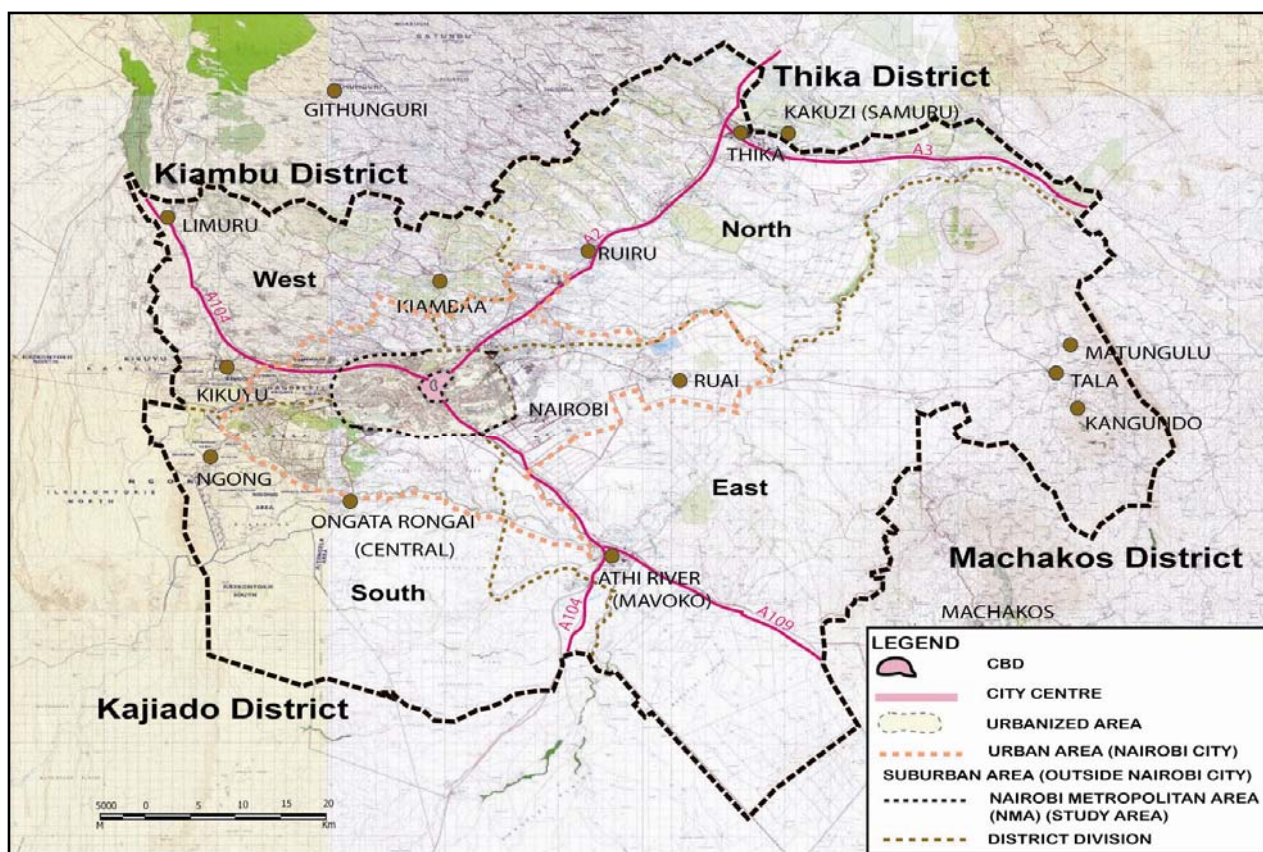 GITHUNGURI
Thika District
KAKUZI (SAMURU)
THIKA
A3
Kiambu District
LIMURU
North
A2
RUIRU
West
KIAMBAA
A104
MATUNGULU
TALA
KANGUNDO
KIKUYU
RUAI
NAIROBI
NGONG
East
ONGATA RONGAI
(CENTRAL)
South
ATHI RIVER
(MAVOKO)
Machakos District
MACHAKOS
A104
A109
Kajiado District
LEGEND
CBD
CITY CENTRE
URBANIZED AREA
URBAN AREA (NAIROBI CITY)
SUBURBAN AREA (OUTSIDE NAIROBI CITY)
NAIROBI METROPOLITAN AREA
(NMA) (STUDY AREA)
DISTRICT DIVISION
5000 0 5 10 15 20
M Km